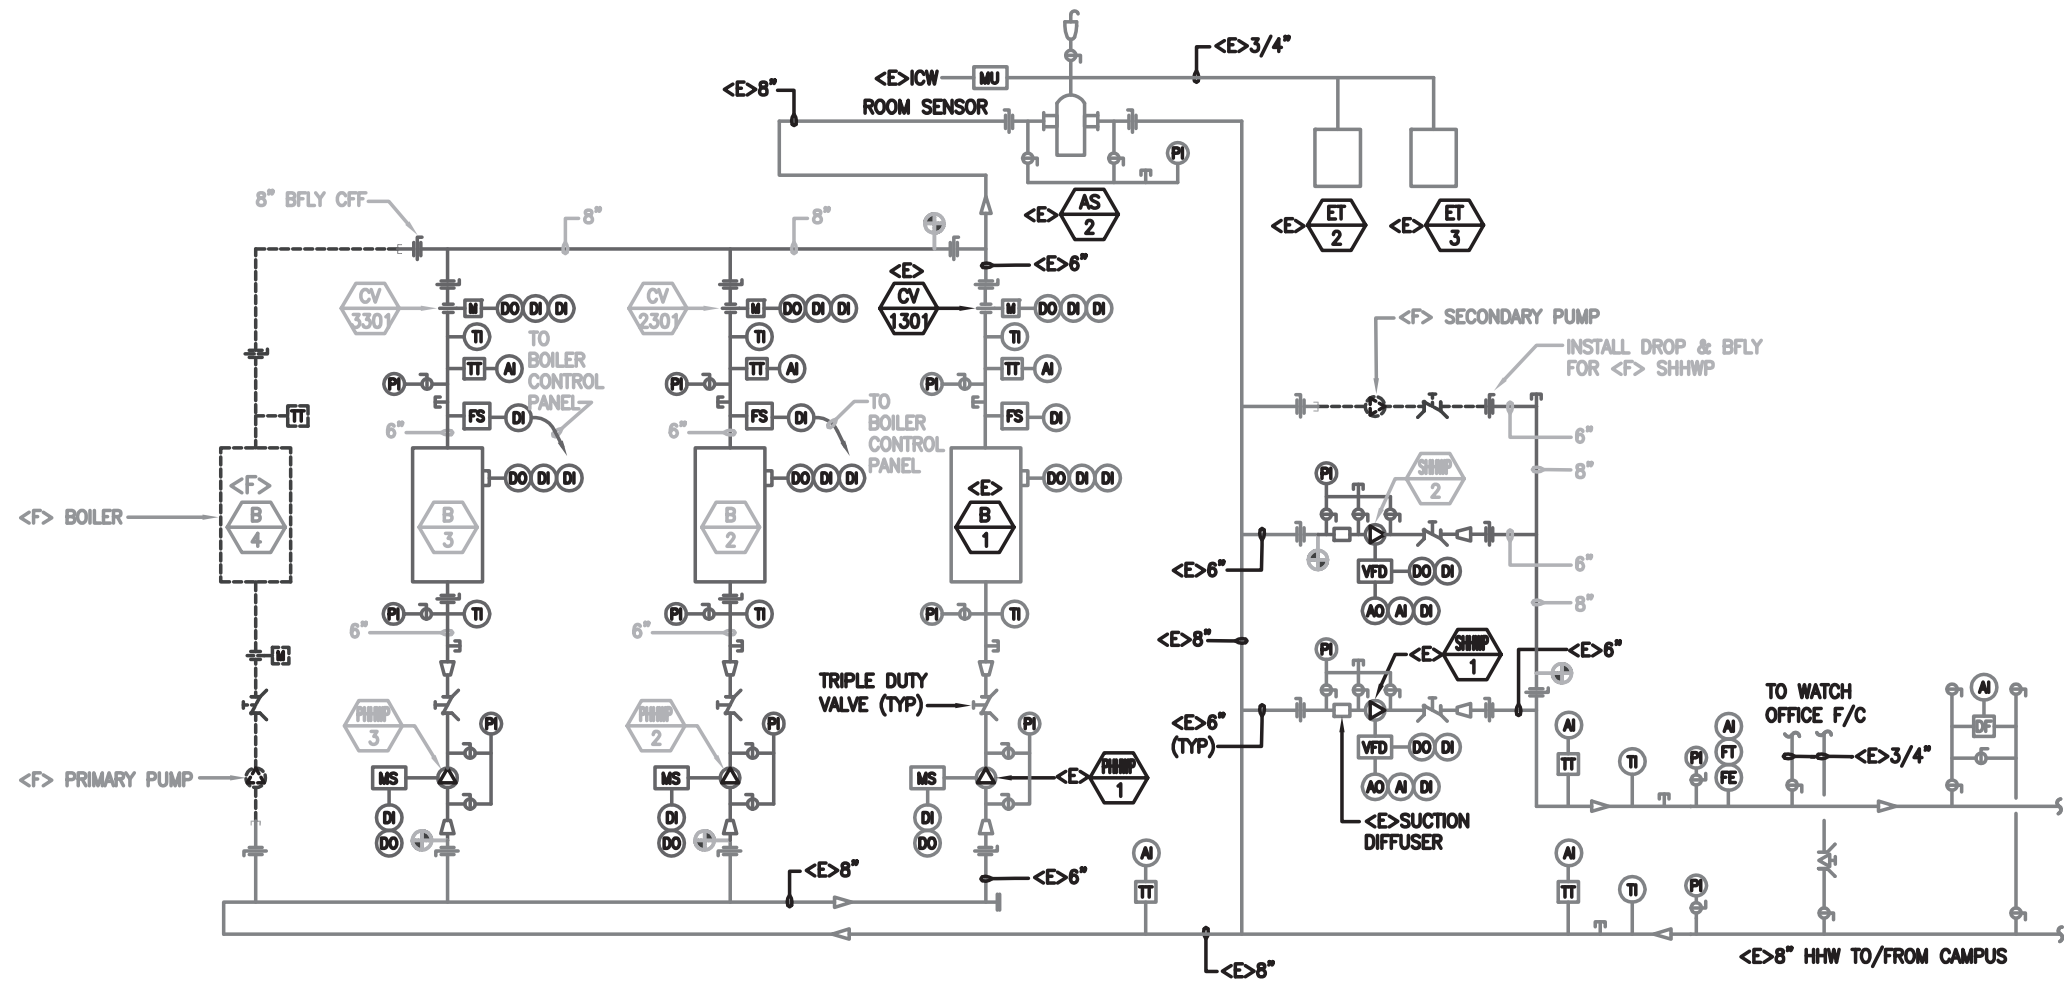 <E>3/4"
<E>ICW
MU
<E>8"
ROOM SENSOR
PI
8" BFLY CFF
8"
8"
<E>
AS
2
<E>
ET
2
<E>
ET
3
<E>6"
<E>
CV
3301
M
DO
DI
DI
CV
2301
M
DO
DI
DI
CV
1301
M
DO
DI
DI
TI
TI
TI
TO
BOILER
CONTROL
PANEL
TT
AI
TT
AI
TT
AI
PI
PI
PI
FS
DI
FS
DI
FS
DI
TO
BOILER
CONTROL
PANEL
TT
6"
6"
<F> SECONDARY PUMP
INSTALL DROP & BFLY
FOR <F> SHHWP
6"
8"
<F> BOILER
<F>
B
4
B
3
DO
DI
DI
B
2
DO
DI
DI
<E>
B
1
DO
DI
DI
PI
SHHWP
2
<E>6"
VFD
DO
DI
AO
AI
DI
6"
8"
PI
TI
PI
TI
PI
TI
6"
6"
M
<E>8"
PI
<E>
SHHWP
1
<E>6"
TRIPLE DUTY
VALVE (TYP)
<E>6"
(TYP)
VFD
DO
DI
AO
AI
DI
<E>SUCTION
DIFFUSER
PHHWP
3
PI
PHHWP
2
PI
PI
<F> PRIMARY PUMP
MS
DI
DO
MS
DI
DO
MS
DI
DO
<E>
PHHWP
1
TO WATCH
OFFICE F/C
AI
TT
TI
PI
AI
FT
FE
<E>3/4"
AI
DF
<E>8"
<E>6"
AI
TT
AI
TT
TI
PI
<E>8"
<E>8" HHW TO/FROM CAMPUS